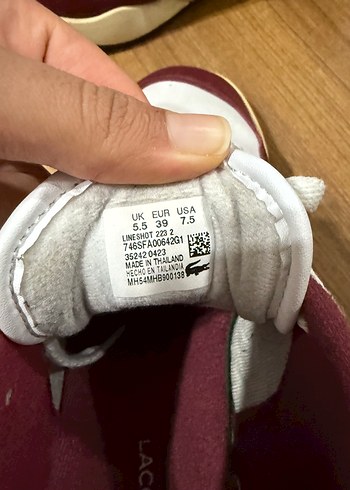 UK EUR USA
5.5 39 7.5
LINESHOT 223 2
746SFA00642G1
35242 0423
MADE IN THAILAND
HECHO EN TAILANDIA
MH54MHB900138
LACO